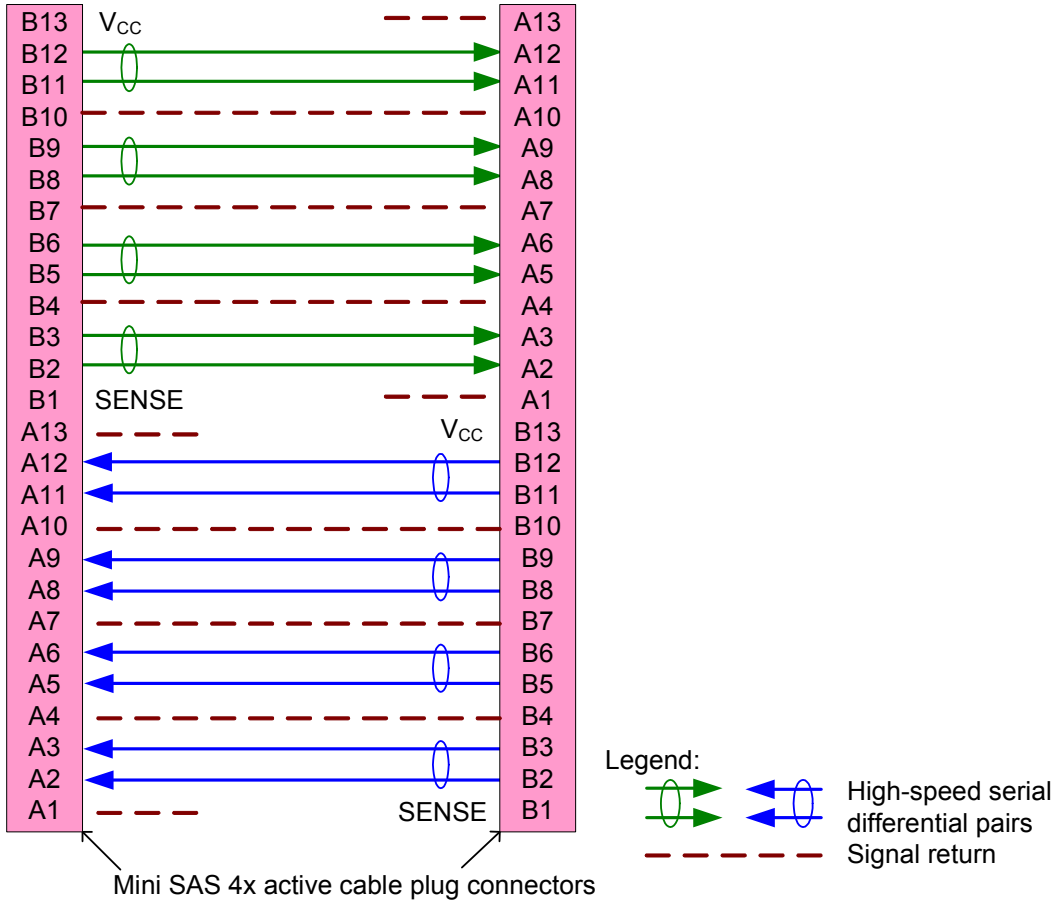 B13 V_CC A13
B12 A12
B11 A11
B10 A10
B9 A9
B8 A8
B7 A7
B6 A6
B5 A5
B4 A4
B3 A3
B2 A2
B1 SENSE A1
A13 V_CC B13
A12 B12
A11 B11
A10 B10
A9 B9
A8 B8
A7 B7
A6 B6
A5 B5
A4 B4
A3 B3
A2 B2
A1 SENSE B1
Mini SAS 4x active cable plug connectors
Legend:
High-speed serial
differential pairs
Signal return